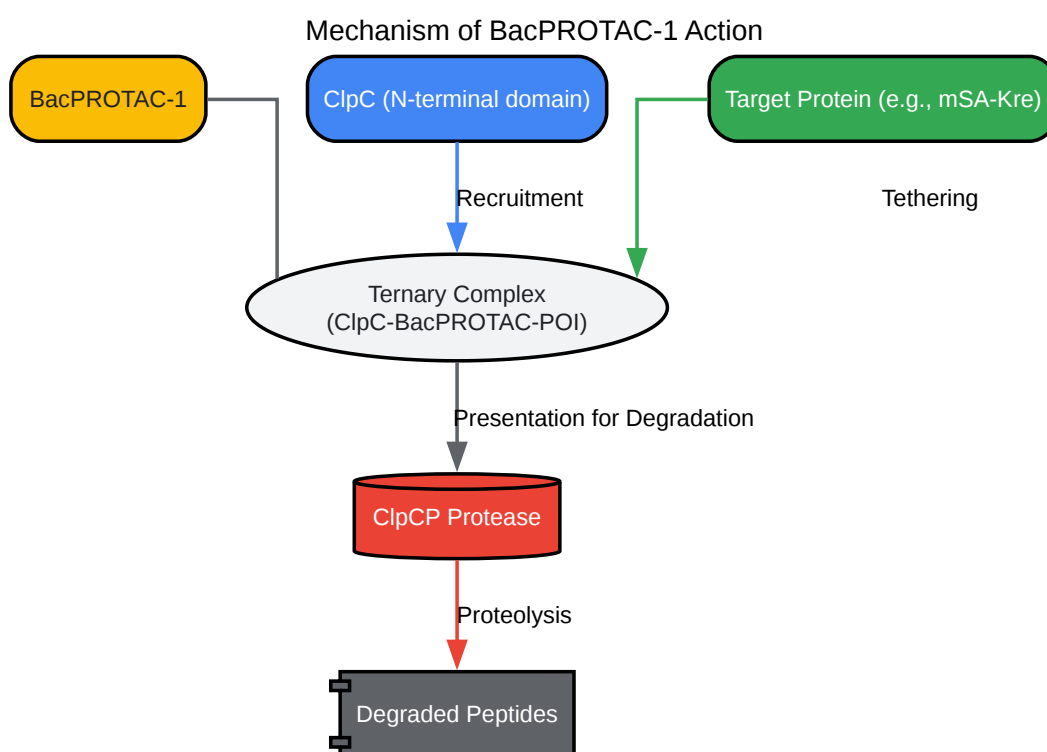 Mechanism of BacPROTAC-1 Action
BacPROTAC-1
ClpC (N-terminal domain)
Target Protein (e.g., mSA-Kre)
Recruitment
Tethering
Ternary Complex
(ClpC-BacPROTAC-POI)
Presentation for Degradation
ClpCP Protease
Proteolysis
Degraded Peptides